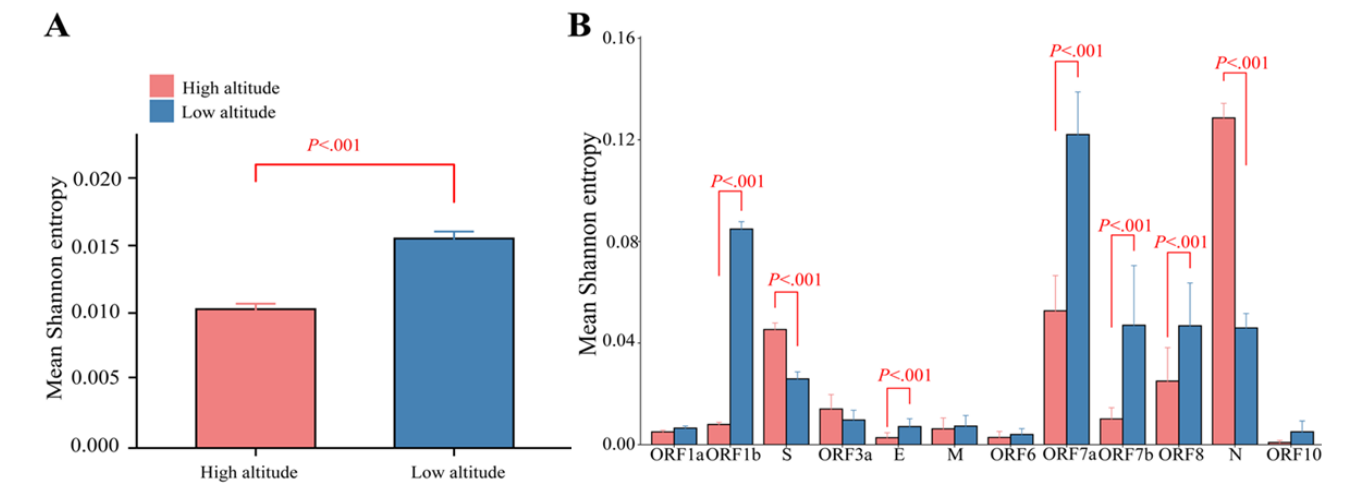 A
High altitude
Low altitude
P<.001
Mean Shannon entropy
0.020
0.015
0.010
0.005
0.000
High altitude
Low altitude
B
Mean Shannon entropy
0.16
0.12
0.08
0.04
0.00
P<.001
P<.001
P<.001
P<.001
P<.001
P<.001
P<.001
ORF1a ORF1b S ORF3a E M ORF6 ORF7a ORF7b ORF8 N ORF10